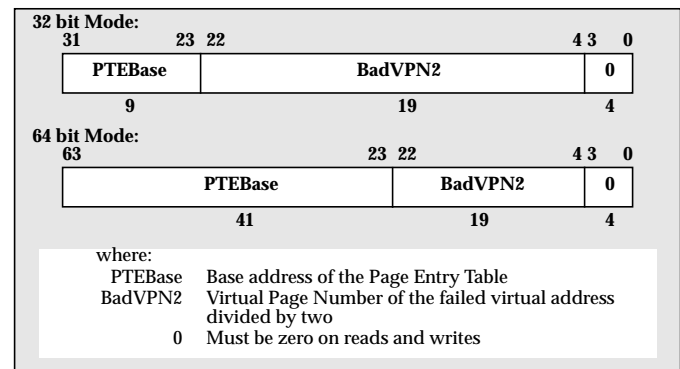 32 bit Mode:
31 23 22 4 3 0
PTEBase BadVPN2 0
9 19 4
64 bit Mode:
63 23 22 4 3 0
PTEBase BadVPN2 0
41 19 4
where:
PTEBase Base address of the Page Entry Table
BadVPN2 Virtual Page Number of the failed virtual address
divided by two
0 Must be zero on reads and writes